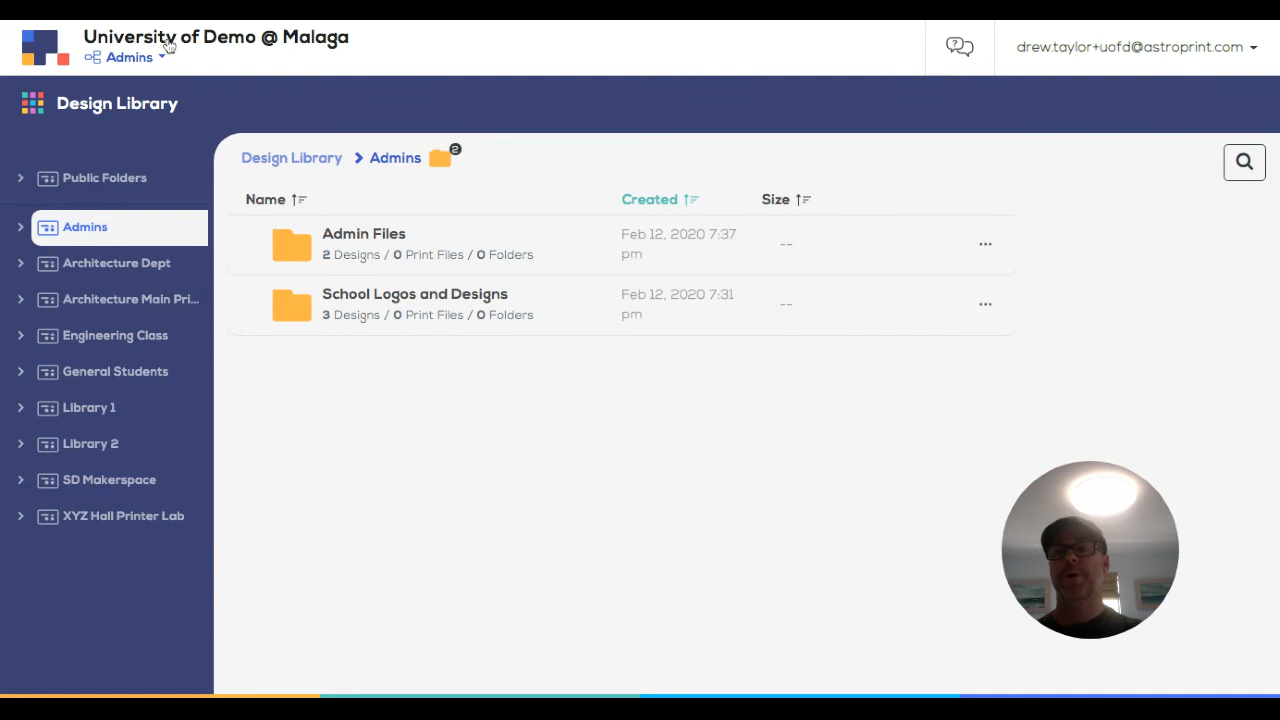 University of Demo @ Malaga
Admins
drew.taylor+uofd@astroprint.com
Design Library
Public Folders
Admins
Architecture Dept
Architecture Main Pri...
Engineering Class
General Students
Library 1
Library 2
SD Makerspace
XYZ Hall Printer Lab
Design Library > Admins 2
Name Created Size
Admin Files
2 Designs / 0 Print Files / 0 Folders
Feb 12, 2020 7:37
pm
--
School Logos and Designs
3 Designs / 0 Print Files / 0 Folders
Feb 12, 2020 7:31
pm
--